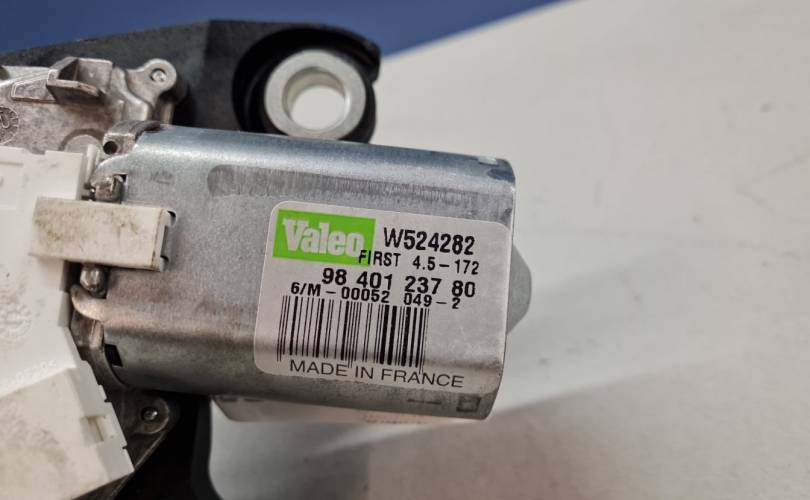 Valeo W524282
FIRST 4.5-172
98 401 237 80
6/M-00052 049-2
MADE IN FRANCE